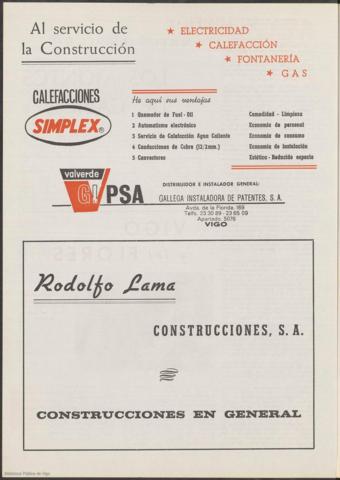 Al servicio de
la Construcción
★ ELECTRICIDAD
★ CALEFACCIÓN
★ FONTANERÍA
★ GAS
CALEFACCIONES
SIMPLEX®
He aquí sus ventajas
1 Quemador de Fuel-Oil Comodidad - Limpieza
2 Automatismo electrónico Economía de personal
3 Servicio de Calefacción Agua Caliente Economía de consumo
4 Conducciones de Cobre (12/2mm.) Economía de instalación
5 Convectores Estética - Reducido espacio
valverde
GIPSA
DISTRIBUIDOR E INSTALADOR GENERAL:
GALLEGA INSTALADORA DE PATENTES, S. A.
Avda. de la Florida, 169
Telfs. 23 30 89 - 23 65 09
Apartado 5076
VIGO
Rodolfo Lama
CONSTRUCCIONES, S. A.
CONSTRUCCIONES EN GENERAL
Biblioteca Pública de Vigo